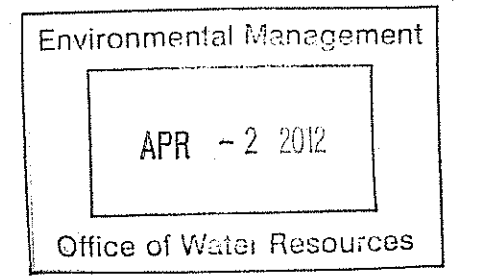 Environmental Management
APR - 2 2012
Office of Water Resources